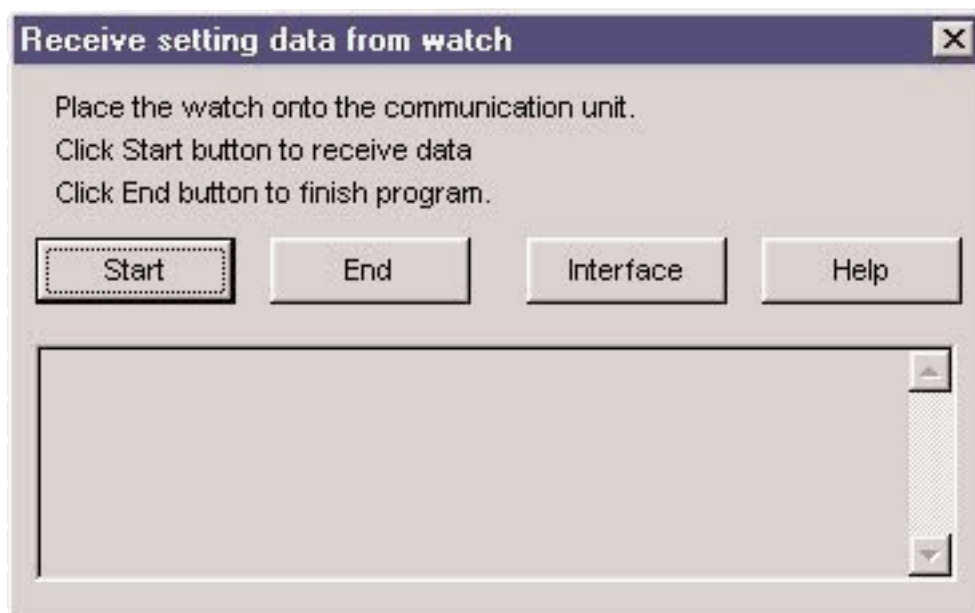 Receive setting data from watch
Place the watch onto the communication unit.
Click Start button to receive data
Click End button to finish program.
Start End Interface Help